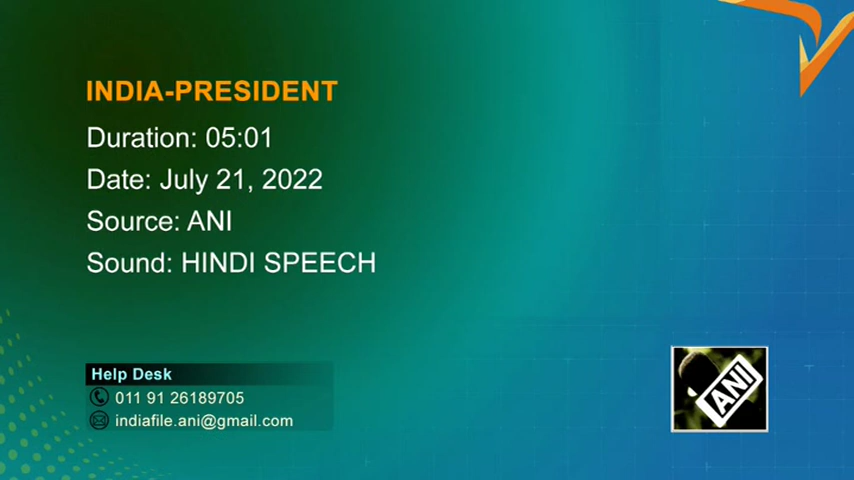 INDIA-PRESIDENT
Duration: 05:01
Date: July 21, 2022
Source: ANI
Sound: HINDI SPEECH
Help Desk
011 91 26189705
indiafile.ani@gmail.com
ANI